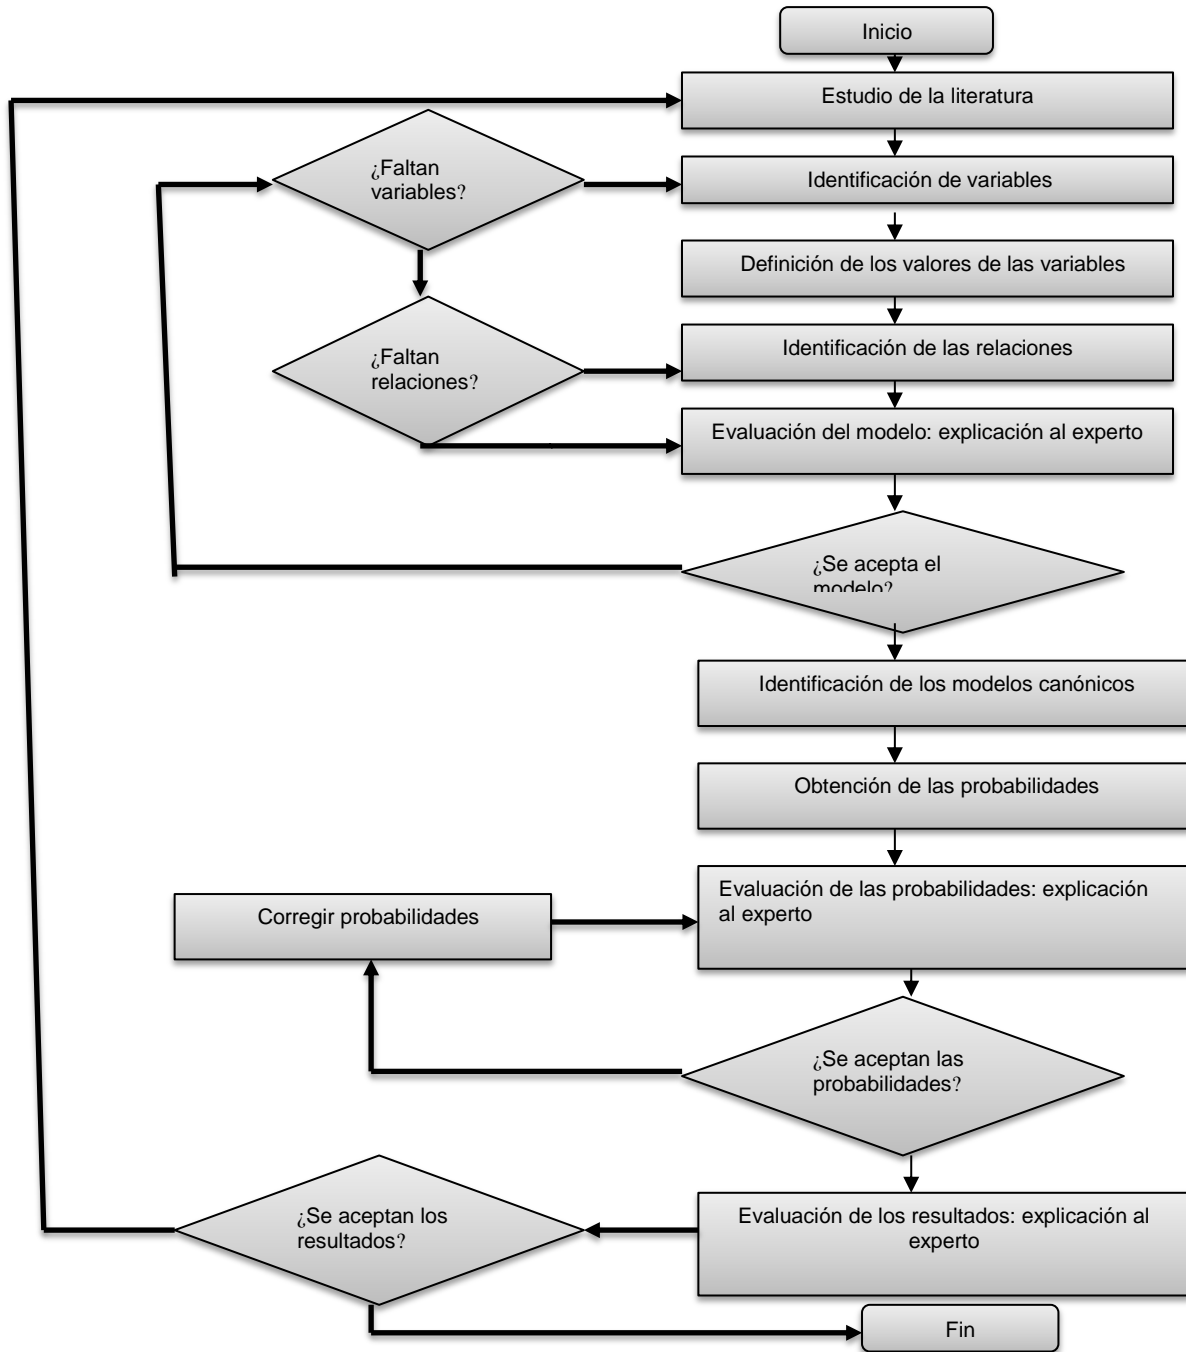 Inicio
Estudio de la literatura
¿Faltan
variables?
Identificación de variables
Definición de los valores de las variables
¿Faltan
relaciones?
Identificación de las relaciones
Evaluación del modelo: explicación al experto
¿Se acepta el
modelo?
Identificación de los modelos canónicos
Obtención de las probabilidades
Evaluación de las probabilidades: explicación
al experto
Corregir probabilidades
¿Se aceptan las
probabilidades?
Evaluación de los resultados: explicación al
experto
¿Se aceptan los
resultados?
Fin